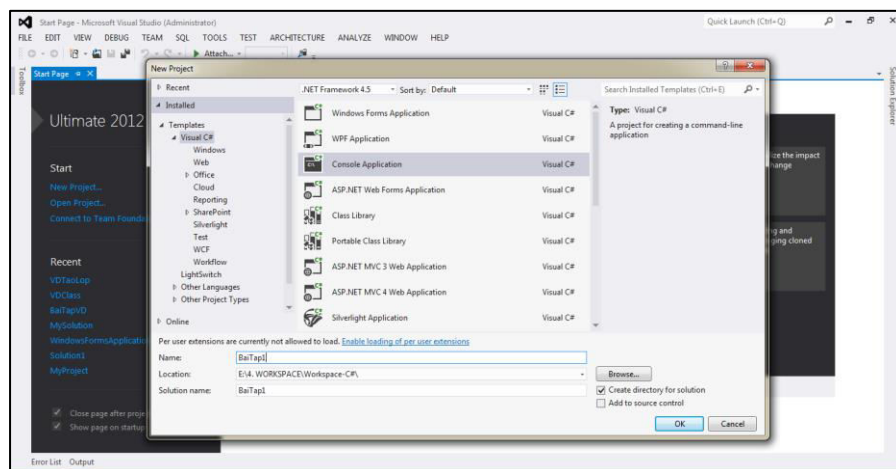 Start Page - Microsoft Visual Studio (Administrator)
Quick Launch (Ctrl+Q)
FILE EDIT VIEW DEBUG TEAM SQL TOOLS TEST ARCHITECTURE ANALYZE WINDOW HELP
Attach...
Toolbox
Start Page
Solution Explorer
Ultimate 2012
Start
New Project...
Open Project...
Connect to Team Founda
Recent
VDTaoLop
VDClass
BaiTapVD
MySolution
WindowsFormsApplicatio
Solution1
MyProject
Close page after proje
Show page on startup
ize the impact
hange
ng and
ging cloned
New Project
Recent
Installed
Templates
Visual C#
Windows
Web
Office
Cloud
Reporting
SharePoint
Silverlight
Test
WCF
Workflow
LightSwitch
Other Languages
Other Project Types
Online
.NET Framework 4.5
Sort by: Default
Search Installed Templates (Ctrl+E)
Windows Forms Application Visual C#
WPF Application Visual C#
Console Application Visual C#
ASP.NET Web Forms Application Visual C#
Class Library Visual C#
Portable Class Library Visual C#
ASP.NET MVC 3 Web Application Visual C#
ASP.NET MVC 4 Web Application Visual C#
Silverlight Application Visual C#
Type: Visual C#
A project for creating a command-line
application
Per user extensions are currently not allowed to load. Enable loading of per user extensions
Name: BaiTap1
Location: E:\4. WORKSPACE\Workspace-C#\
Browse...
Solution name: BaiTap1
Create directory for solution
Add to source control
OK Cancel
Error List Output